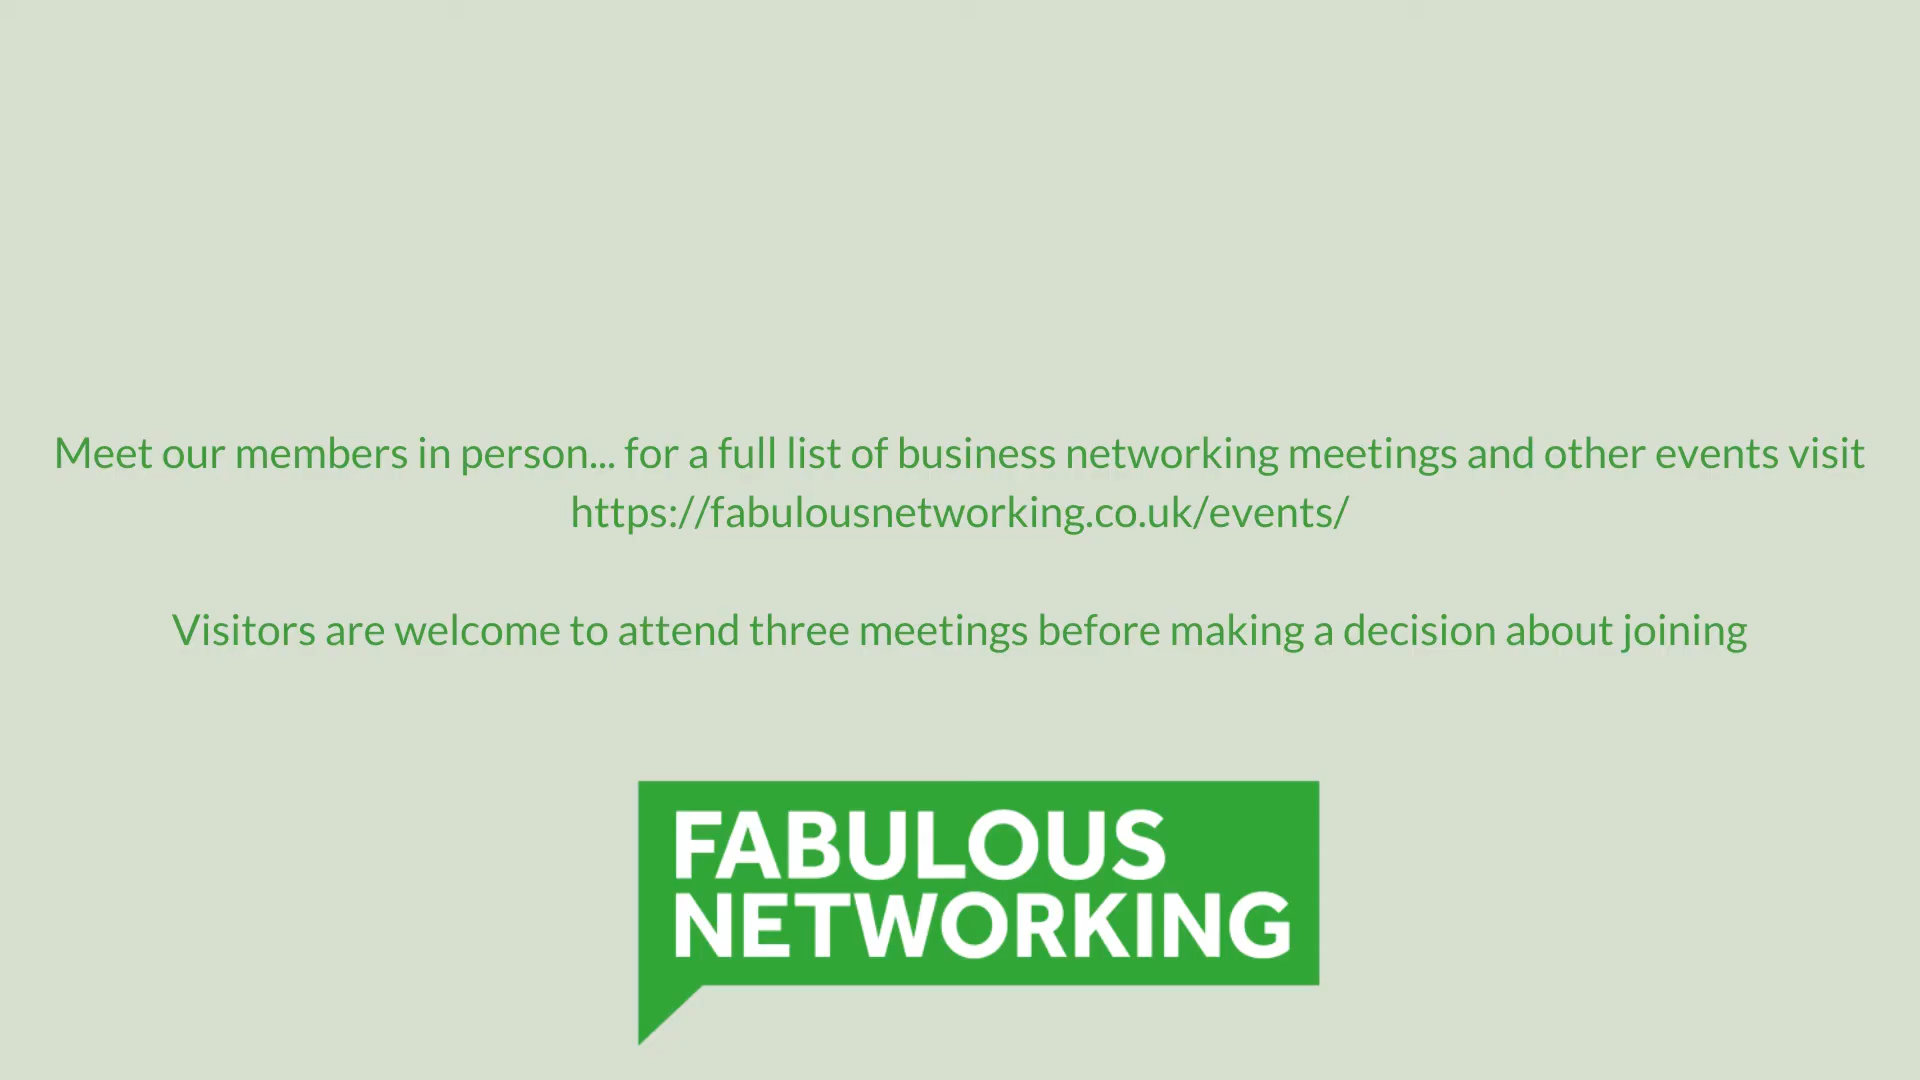 Meet our members in person... for a full list of business networking meetings and other events visit
https://fabulousnetworking.co.uk/events/
Visitors are welcome to attend three meetings before making a decision about joining
FABULOUS
NETWORKING